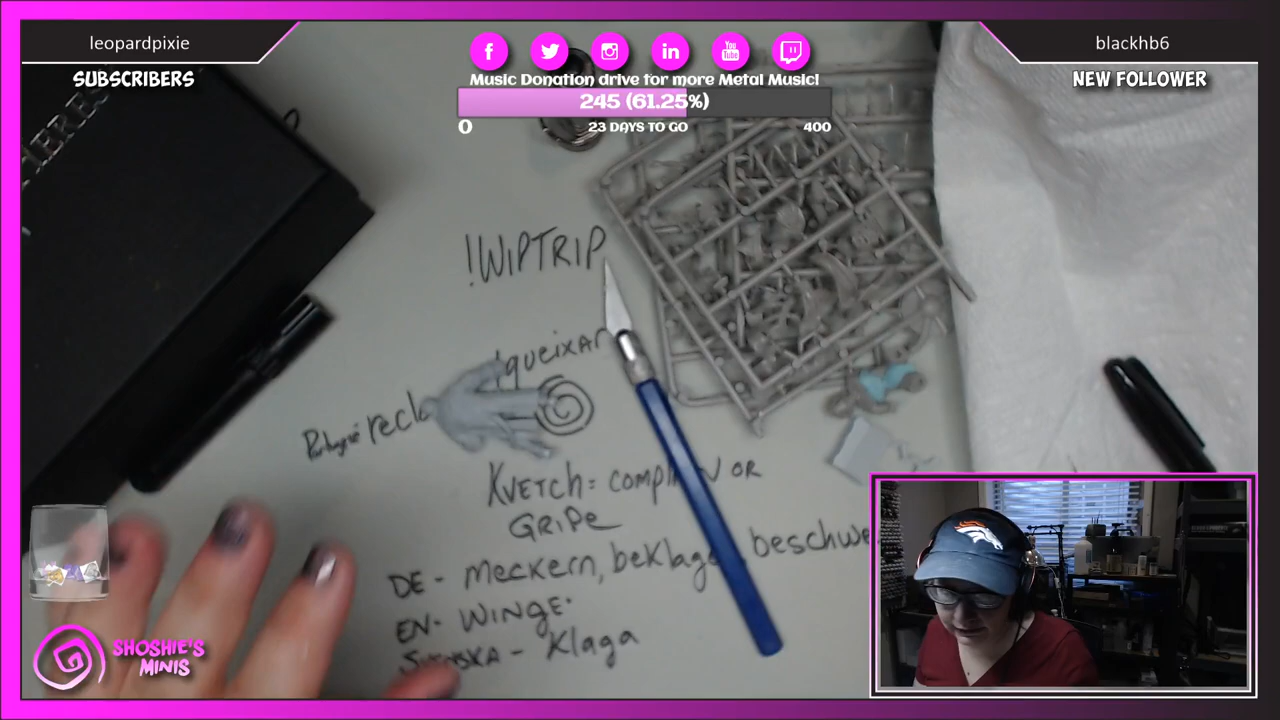 leopardpixie
SUBSCRIBERS
Music Donation drive for more Metal Music!
245 (61.25%)
0
23 DAYS TO GO
400
blackhb6
NEW FOLLOWER
!WIPTRIP
queixar
recl
KVETCH = OR
GRIPE
DE - meckern, beklag beschwe
EN- WINGE.
- Klaga
SHOSHIE'S
MINIS